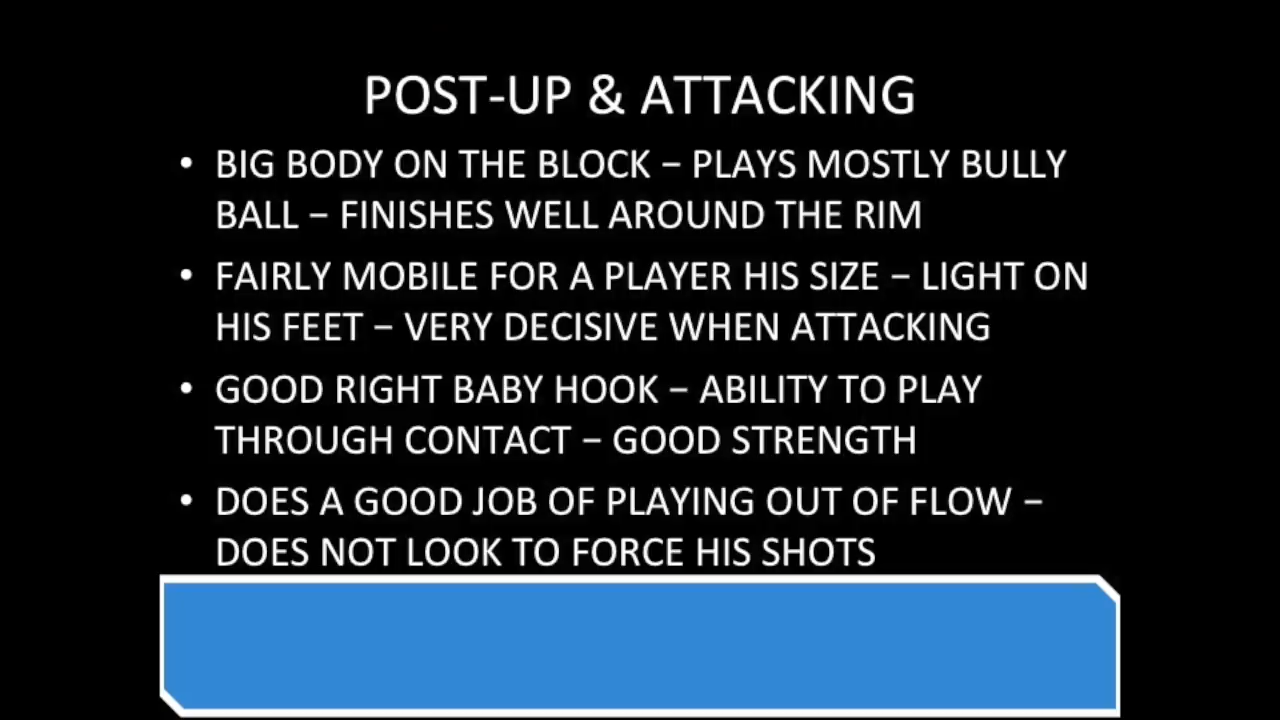 POST-UP & ATTACKING
• BIG BODY ON THE BLOCK – PLAYS MOSTLY BULLY
BALL – FINISHES WELL AROUND THE RIM
• FAIRLY MOBILE FOR A PLAYER HIS SIZE – LIGHT ON
HIS FEET – VERY DECISIVE WHEN ATTACKING
• GOOD RIGHT BABY HOOK – ABILITY TO PLAY
THROUGH CONTACT – GOOD STRENGTH
• DOES A GOOD JOB OF PLAYING OUT OF FLOW –
DOES NOT LOOK TO FORCE HIS SHOTS